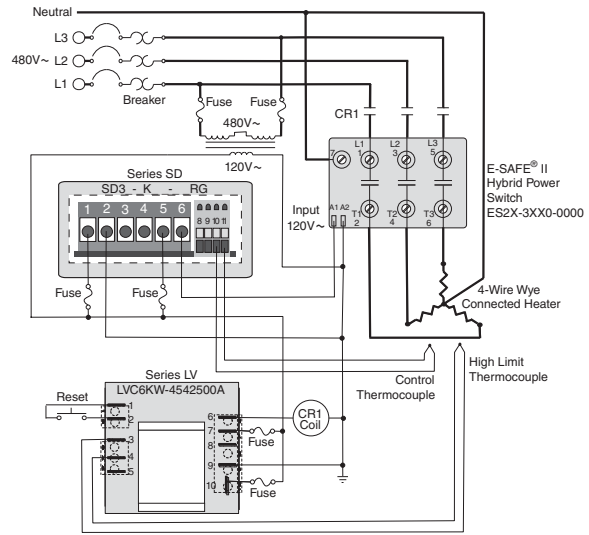 Neutral
L3
480V~ L2
L1
Breaker
Fuse
Fuse
480V~
120V~
CR1
L1
L2
L3
7
1
3
5
E-SAFE® II
Hybrid Power
Switch
ES2X-3XX0-0000
Series SD
SD3 - K_ - RG
1 2 3 4 5 6
8 9 10 11
Input
120V~
A1 A2
T1
T2
T3
2
4
6
Fuse
Fuse
4-Wire Wye
Connected Heater
High Limit
Thermocouple
Control
Thermocouple
Series LV
LVC6KW-4542500A
Reset
1
2
3
4
5
6
7
8
9
10
CR1
Coil
Fuse
Fuse